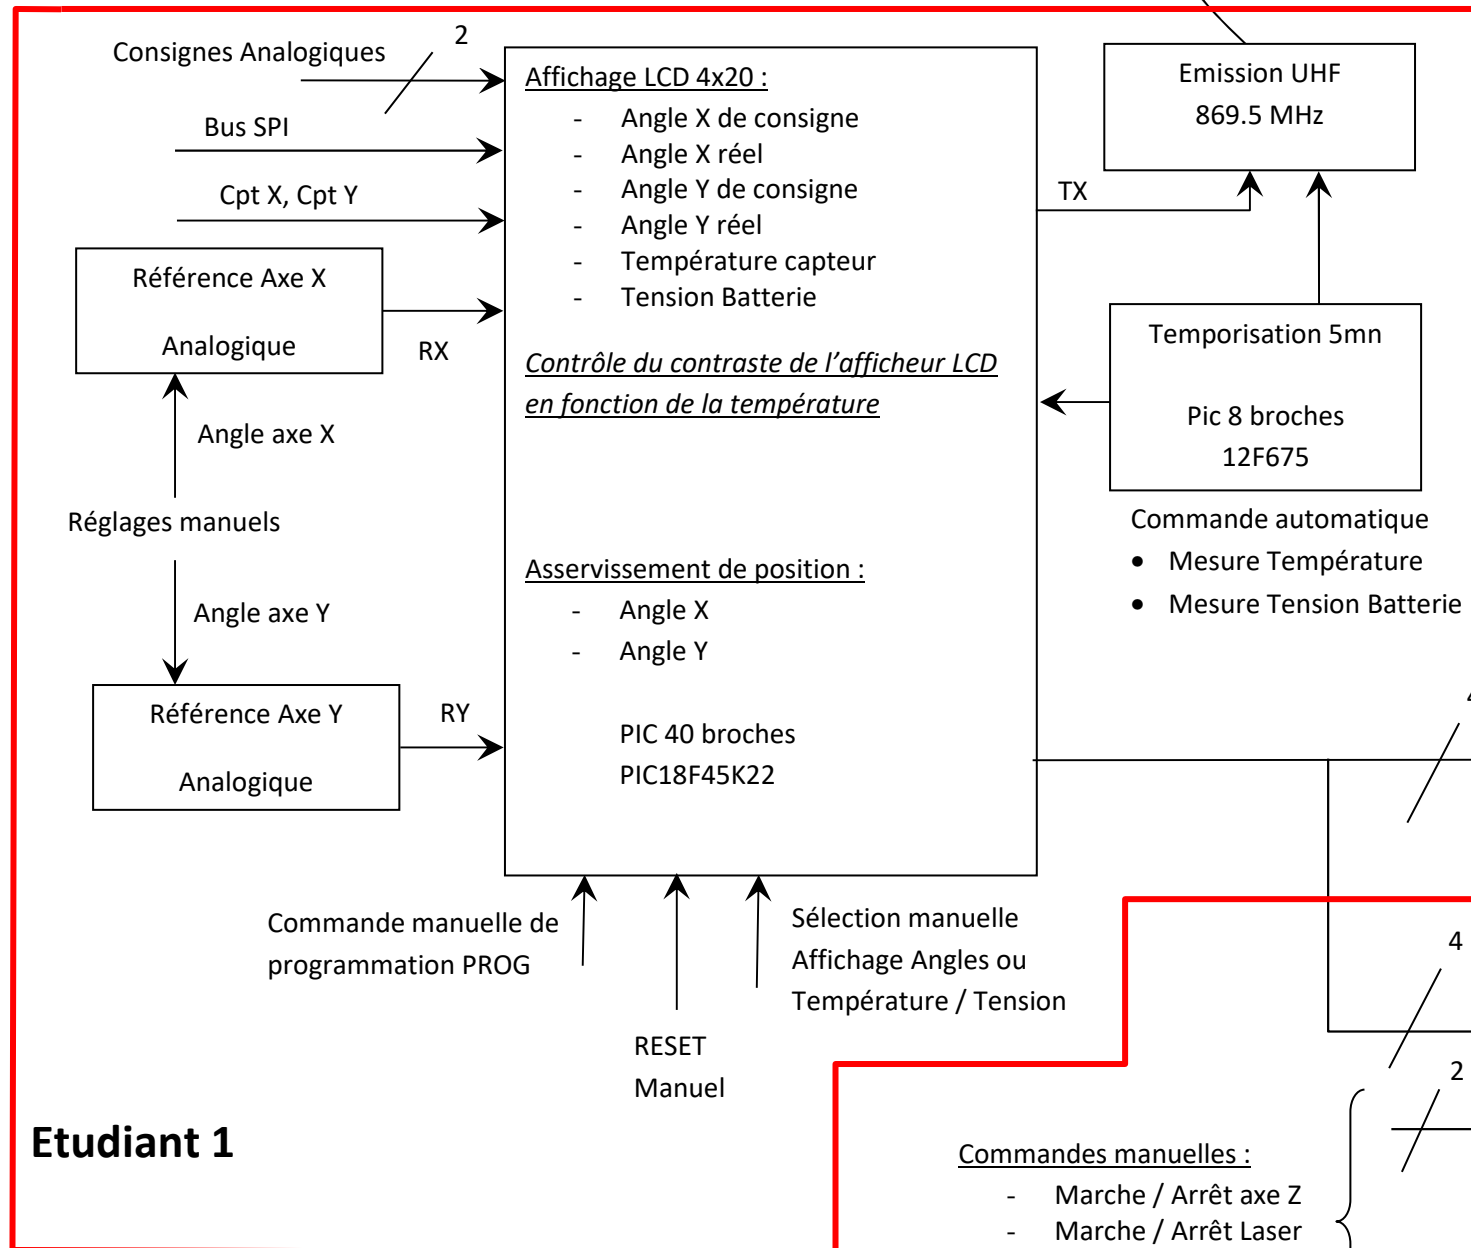 Consignes Analogiques
2
Bus SPI
Cpt X, Cpt Y
Référence Axe X
Analogique
RX
Angle axe X
Réglages manuels
Angle axe Y
Référence Axe Y
Analogique
RY
Affichage LCD 4x20 :
- Angle X de consigne
- Angle X réel
- Angle Y de consigne
- Angle Y réel
- Température capteur
- Tension Batterie
Contrôle du contraste de l'afficheur LCD
en fonction de la température
Asservissement de position :
- Angle X
- Angle Y
PIC 40 broches
PIC18F45K22
Emission UHF
869.5 MHz
TX
Temporisation 5mn
Pic 8 broches
12F675
Commande automatique
• Mesure Température
• Mesure Tension Batterie
Commande manuelle de
programmation PROG
RESET
Manuel
Sélection manuelle
Affichage Angles ou
Température / Tension
4
2
Etudiant 1
Commandes manuelles :
- Marche / Arrêt axe Z
- Marche / Arrêt Laser